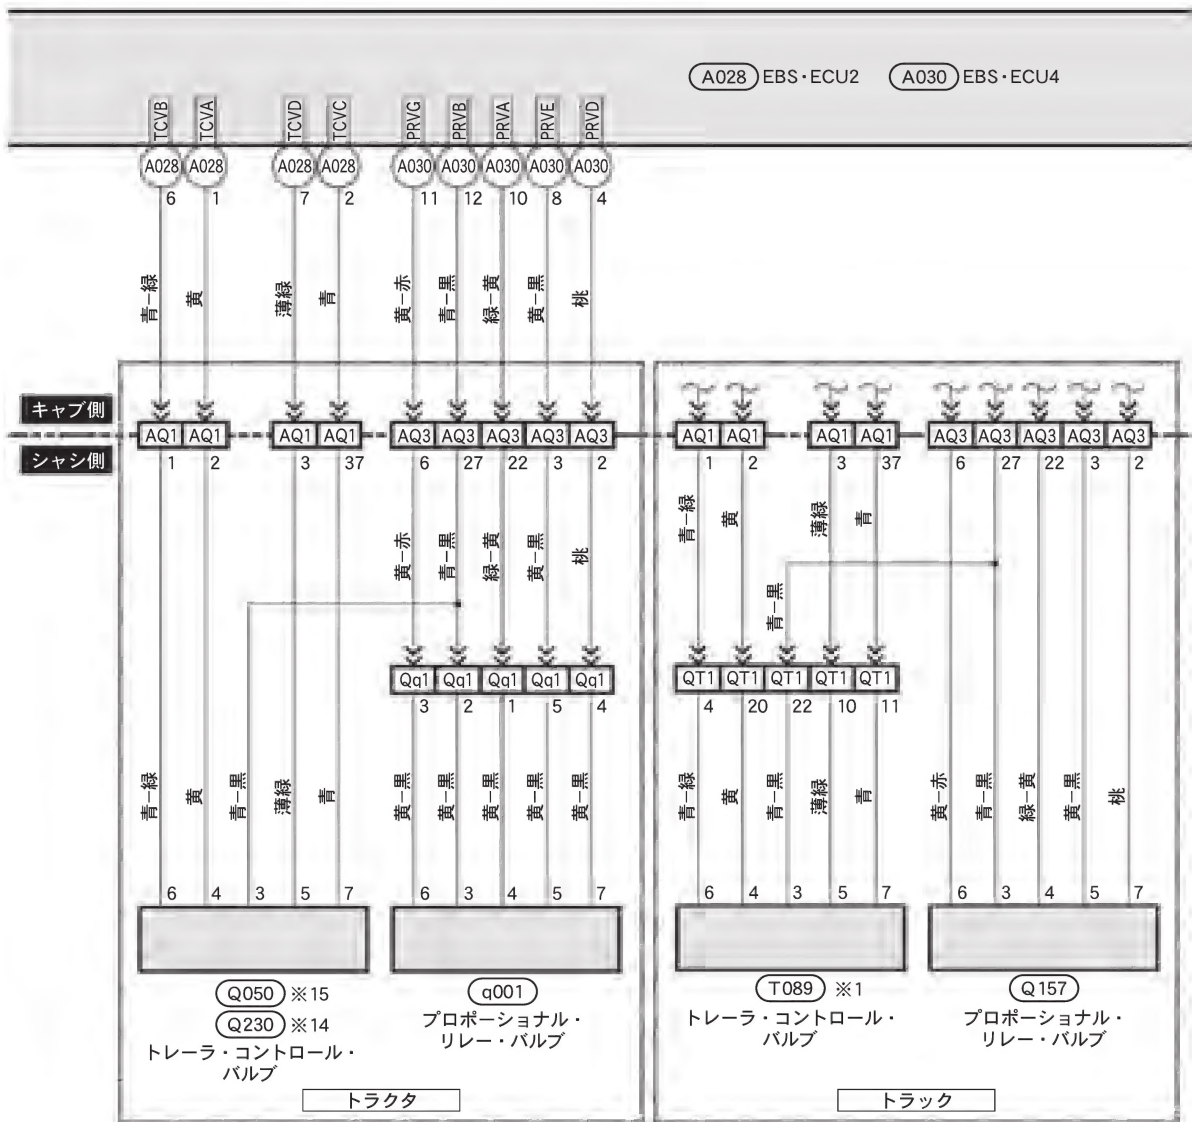 A028 EBS・ECU2 A030 EBS・ECU4
TCVB TCVA TCVD TCVC PRVG PRVB PRVA PRVE PRVD
A028 A028 A028 A028 A030 A030 A030 A030 A030
6 1 7 2 11 12 10 8 4
青−緑 黄 薄緑 青 黄−赤 青−黒 緑−黄 黄−黒 桃
キャブ側
AQ1 AQ1 AQ1 AQ1 AQ3 AQ3 AQ3 AQ3 AQ3 AQ1 AQ1 AQ1 AQ1 AQ3 AQ3 AQ3 AQ3 AQ3
シャシ側
1 2 3 37 6 27 22 3 2 1 2 3 37 6 27 22 3 2
黄−赤 青−黒 緑−黄 黄−黒 桃 青−緑 黄 薄緑 青
青−黒
Qq1 Qq1 Qq1 Qq1 Qq1 QT1 QT1 QT1 QT1 QT1
3 2 1 5 4 4 20 22 10 11
青−緑 黄 青−黒 薄緑 青 黄−黒 黄−黒 黄−黒 黄−黒 黄−黒 青−緑 黄 青−黒 薄緑 青 黄−赤 青−黒 緑−黄 黄−黒 桃
6 4 3 5 7 6 3 4 5 7 6 4 3 5 7 6 3 4 5 7
Q050 ※15
Q230 ※14
トレーラ・コントロール・
バルブ
q001
プロポーショナル・
リレー・バルブ
トラクタ
T089 ※1
トレーラ・コントロール・
バルブ
Q157
プロポーショナル・
リレー・バルブ
トラック